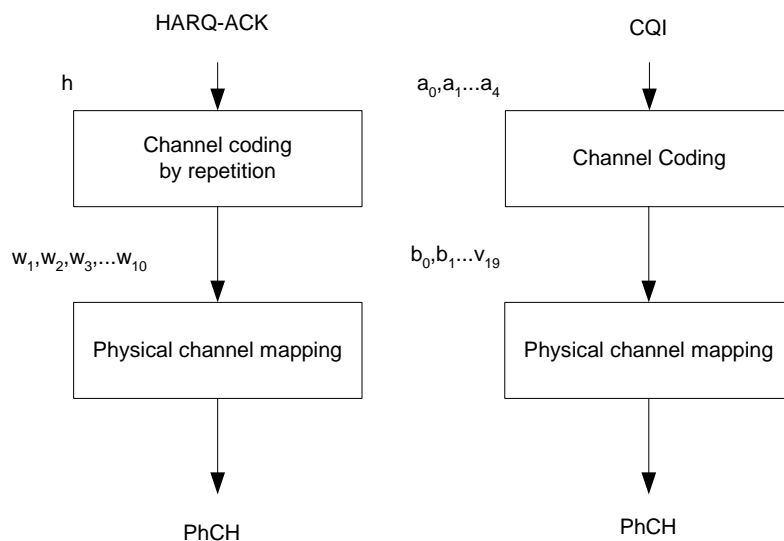 HARQ-ACK
h
Channel coding
by repetition
w₁,w₂,w₃,...w₁₀
Physical channel mapping
PhCH
CQI
a₀,a₁...a₄
Channel Coding
b₀,b₁...v₁₉
Physical channel mapping
PhCH